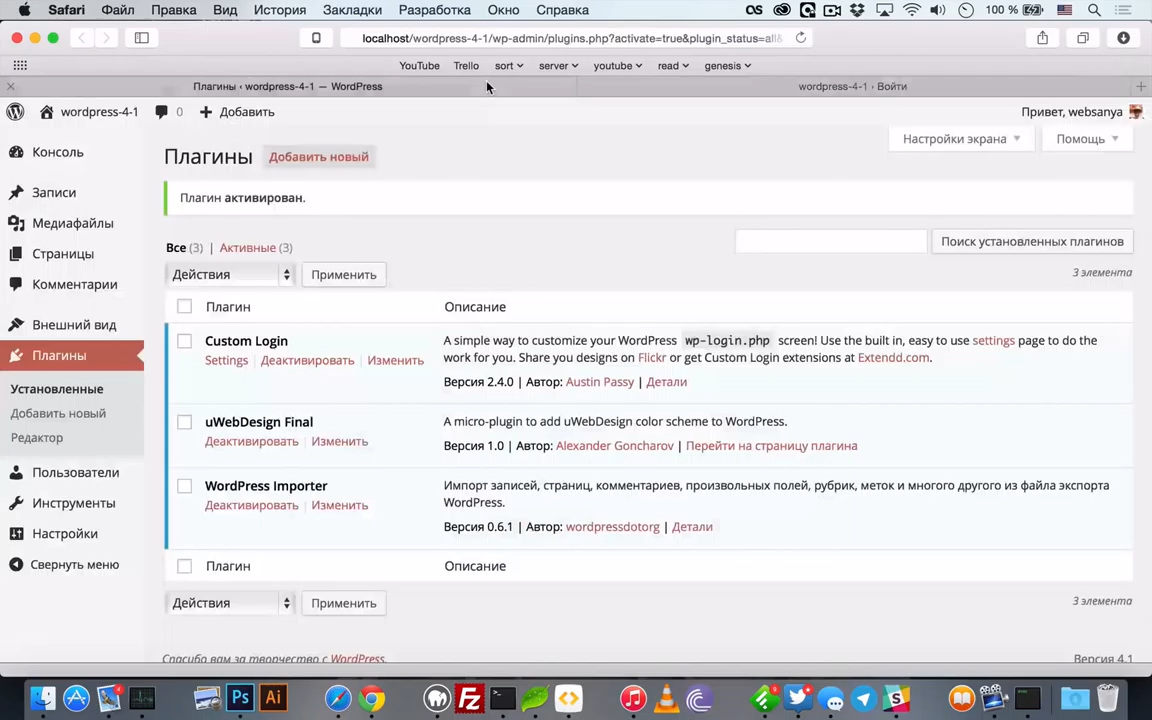 Safari Файл Правка Вид История Закладки Разработка Окно Справка 100 %
localhost/wordpress-4-1/wp-admin/plugins.php?activate=true&plugin_status=all&
YouTube Trello sort server youtube read genesis
Плагины ‹ wordpress-4-1 — WordPress wordpress-4-1 › Войти
wordpress-4-1 0 Добавить Привет, websanya
Настройки экрана Помощь
Плагины Добавить новый
Консоль
Записи
Медиафайлы
Страницы
Комментарии
Внешний вид
Плагины
Установленные
Добавить новый
Редактор
Пользователи
Инструменты
Настройки
Свернуть меню
Плагин активирован.
Все (3) | Активные (3)
Поиск установленных плагинов
Действия Применить
3 элемента
Плагин Описание
Custom Login
Settings | Деактивировать | Изменить
A simple way to customize your WordPress wp-login.php screen! Use the built in, easy to use settings page to do the
work for you. Share you designs on Flickr or get Custom Login extensions at Extendd.com.
Версия 2.4.0 | Автор: Austin Passy | Детали
uWebDesign Final
Деактивировать | Изменить
A micro-plugin to add uWebDesign color scheme to WordPress.
Версия 1.0 | Автор: Alexander Goncharov | Перейти на страницу плагина
WordPress Importer
Деактивировать | Изменить
Импорт записей, страниц, комментариев, произвольных полей, рубрик, меток и многого другого из файла экспорта
WordPress.
Версия 0.6.1 | Автор: wordpressdotorg | Детали
Плагин Описание
Действия Применить
3 элемента
Спасибо вам за творчество с WordPress.
Версия 4.1
Ps Ai Fz